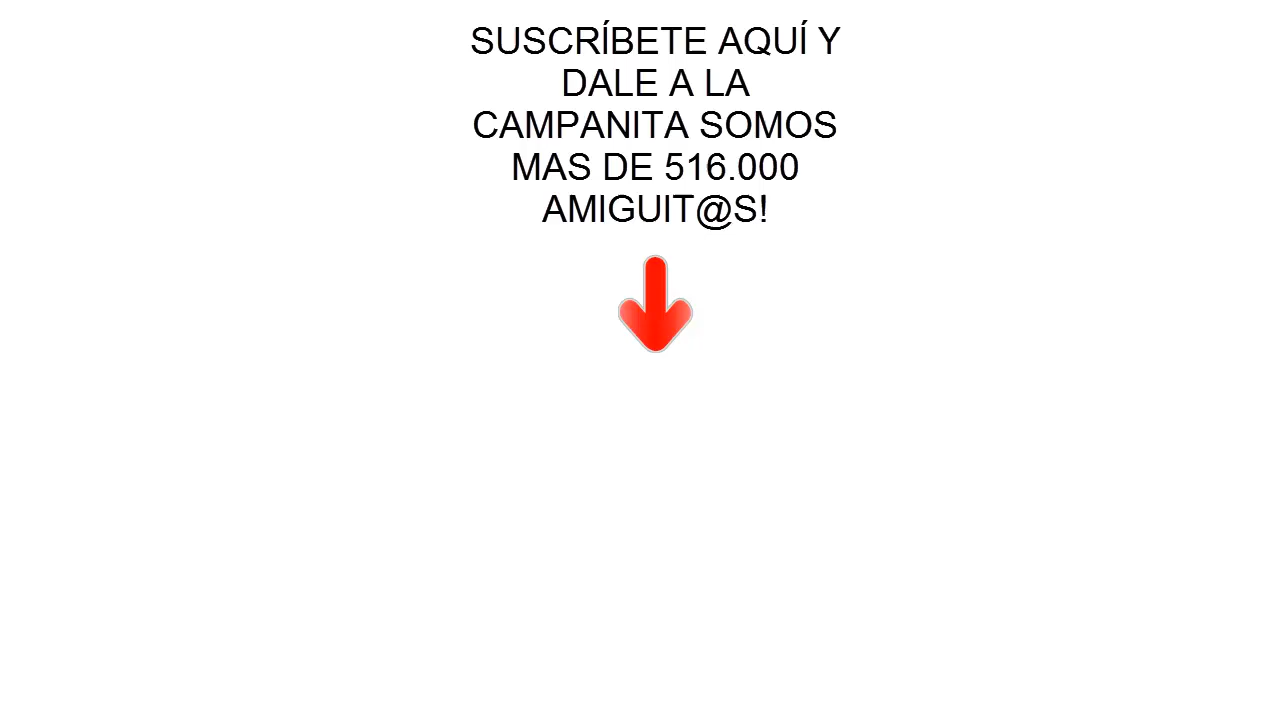 SUSCRÍBETE AQUÍ Y
DALE A LA
CAMPANITA SOMOS
MAS DE 516.000
AMIGUIT@S!